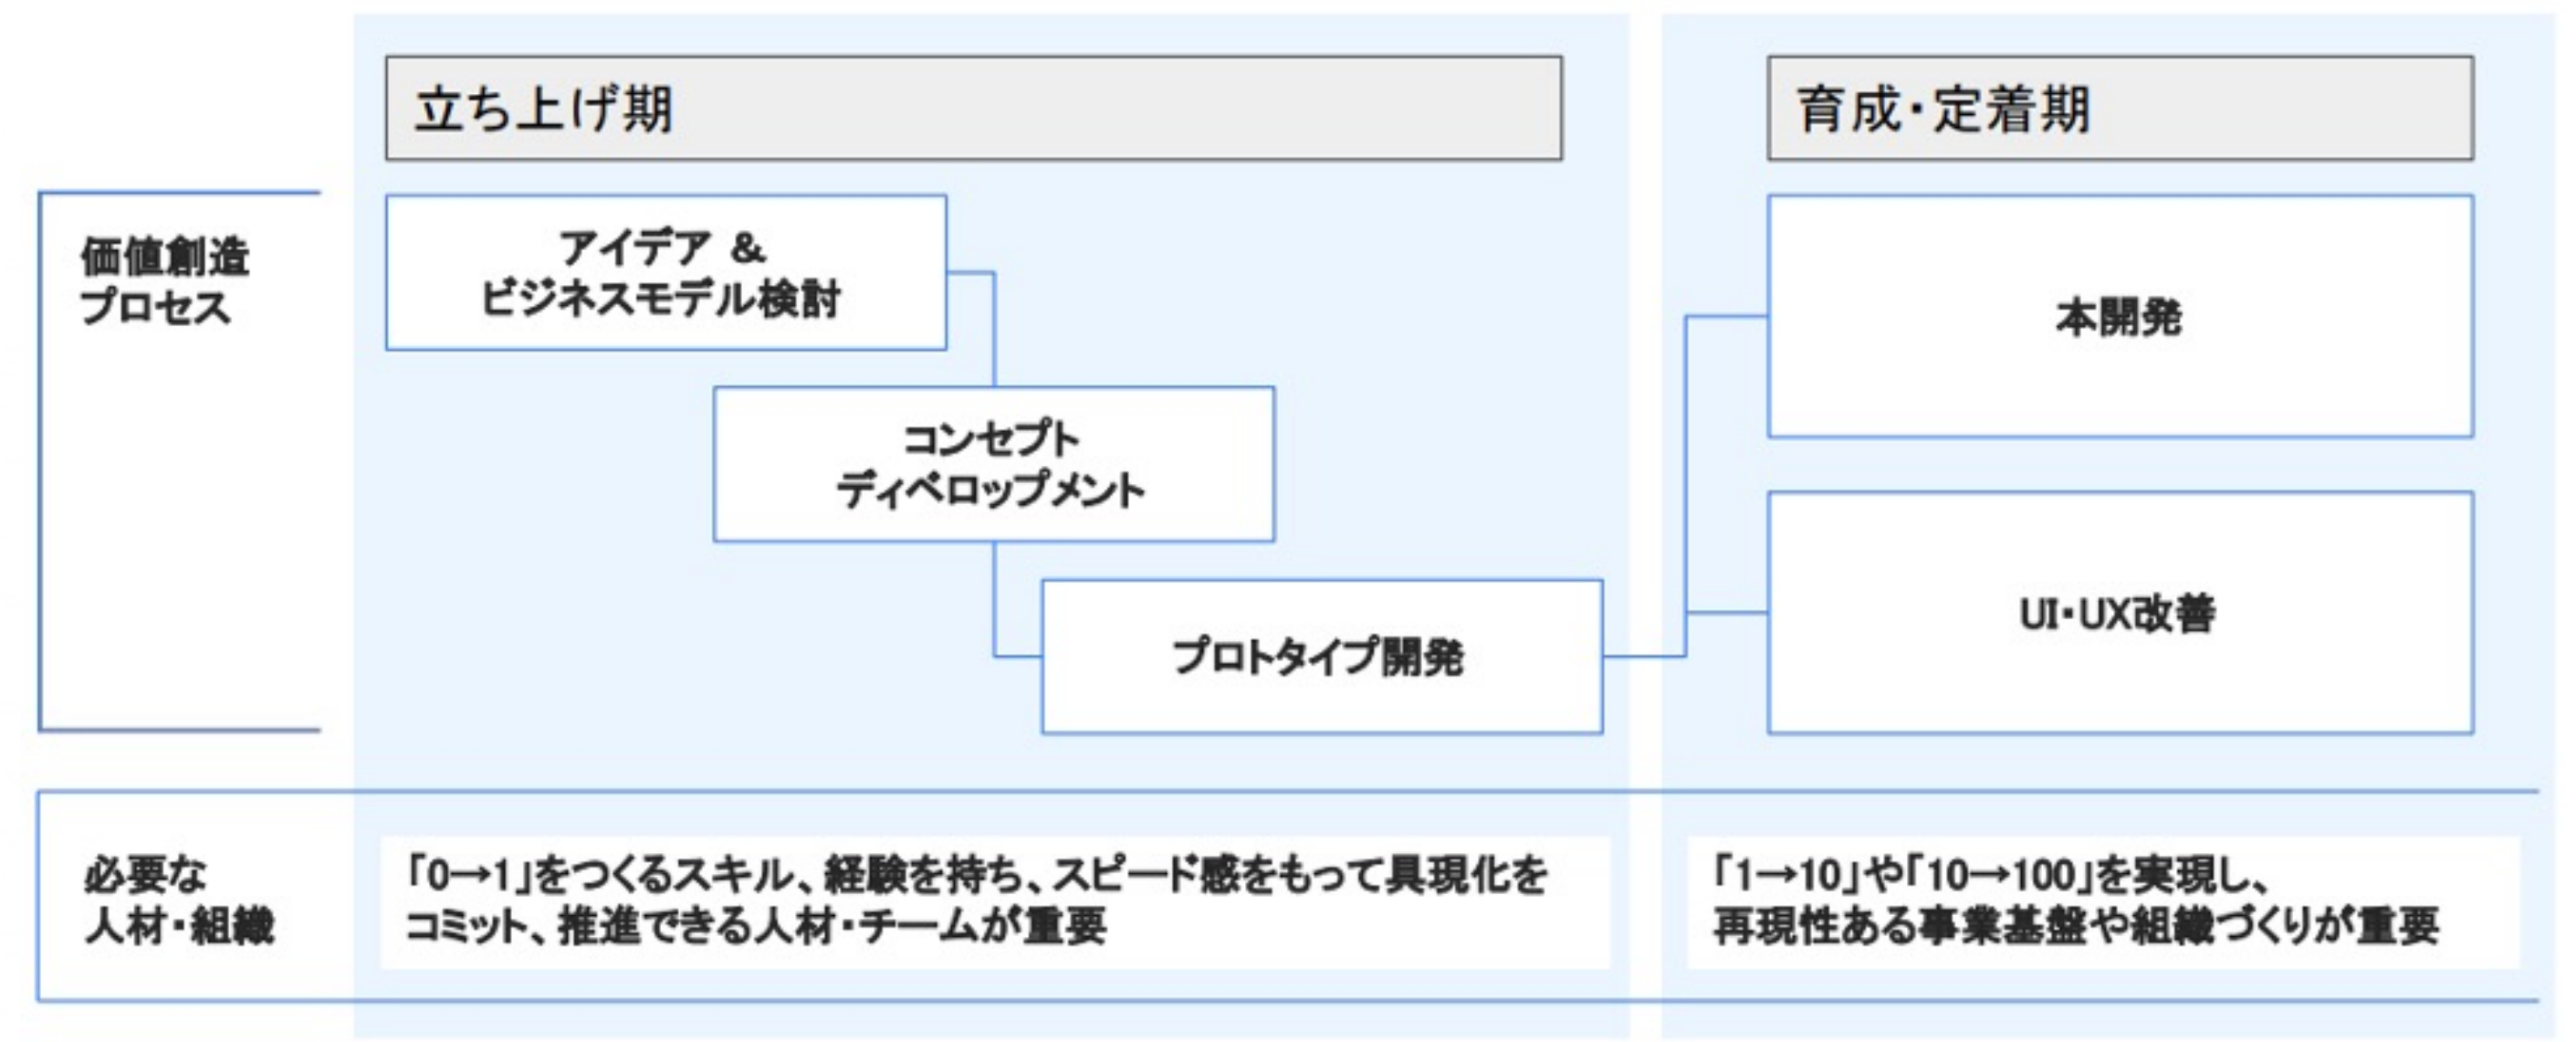 立ち上げ期
育成・定着期
価値創造
プロセス
アイデア &
ビジネスモデル検討
コンセプト
ディベロップメント
プロトタイプ開発
本開発
UI・UX改善
必要な
人材・組織
「0→1」をつくるスキル、経験を持ち、スピード感をもって具現化を
コミット、推進できる人材・チームが重要
「1→10」や「10→100」を実現し、
再現性ある事業基盤や組織づくりが重要